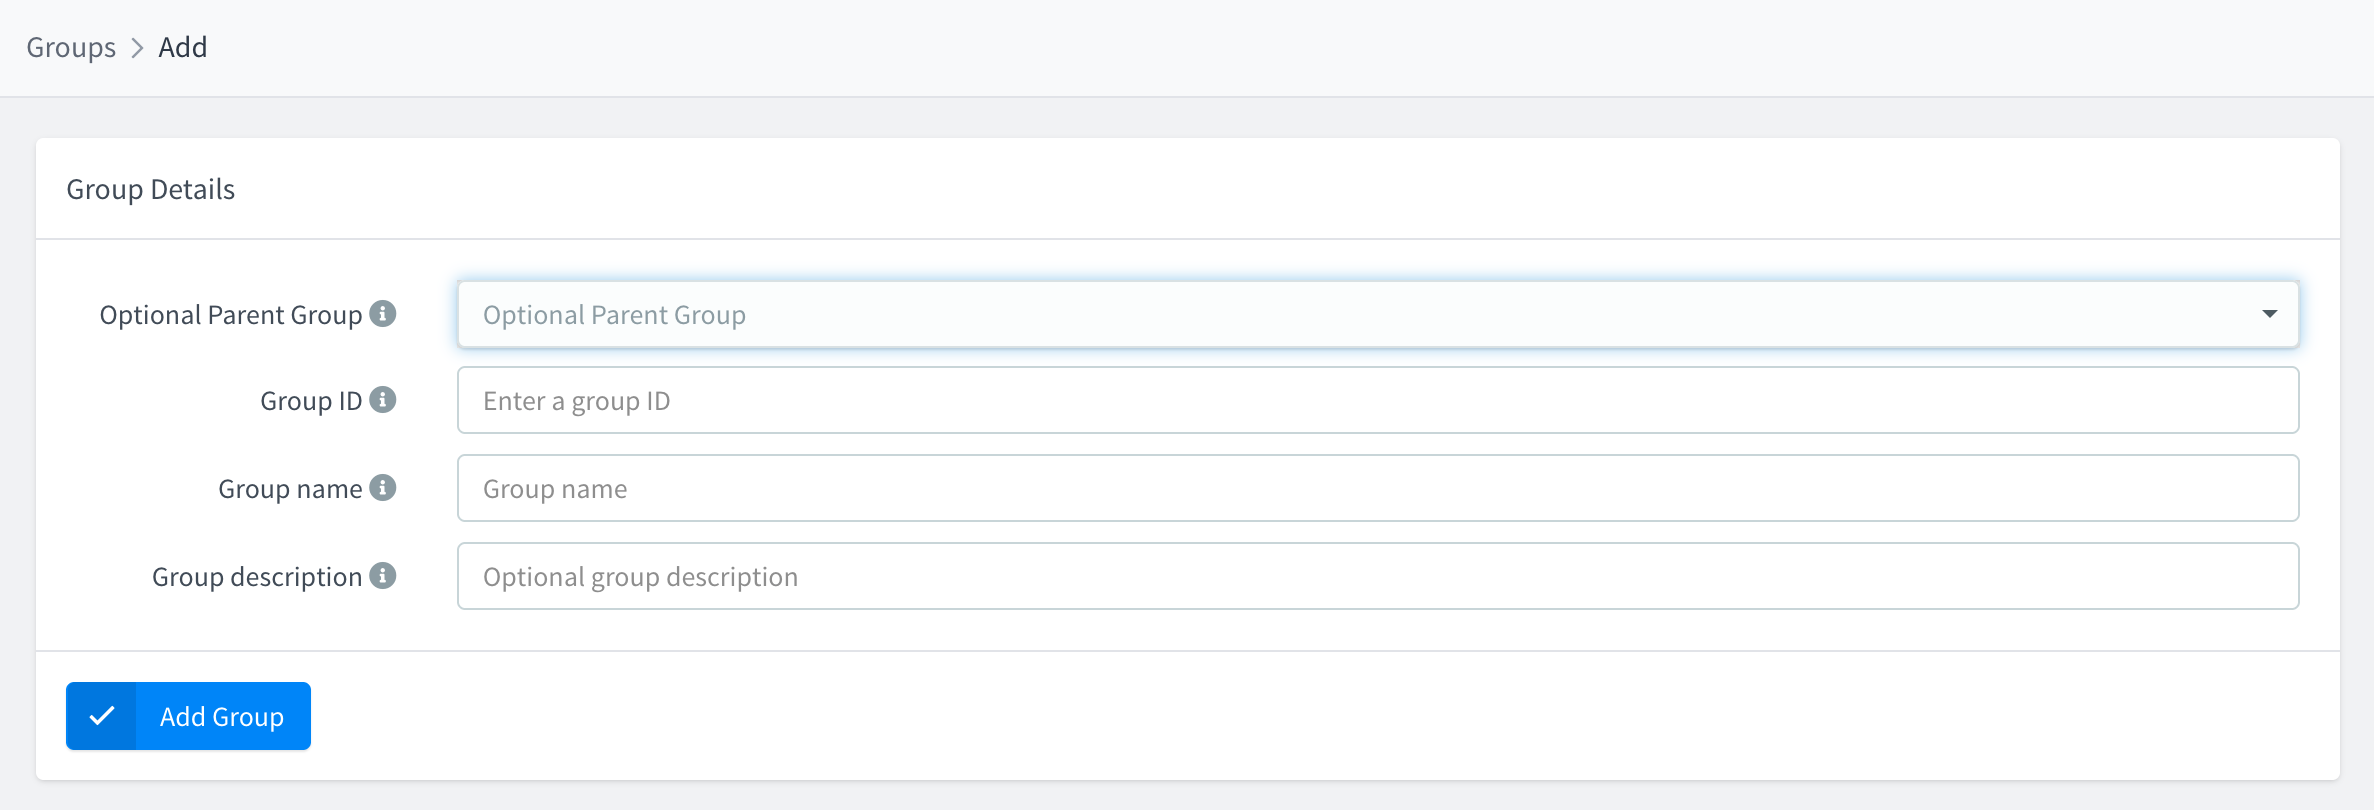 Groups > Add
Group Details
Optional Parent Group Optional Parent Group
Group ID Enter a group ID
Group name Group name
Group description Optional group description
Add Group